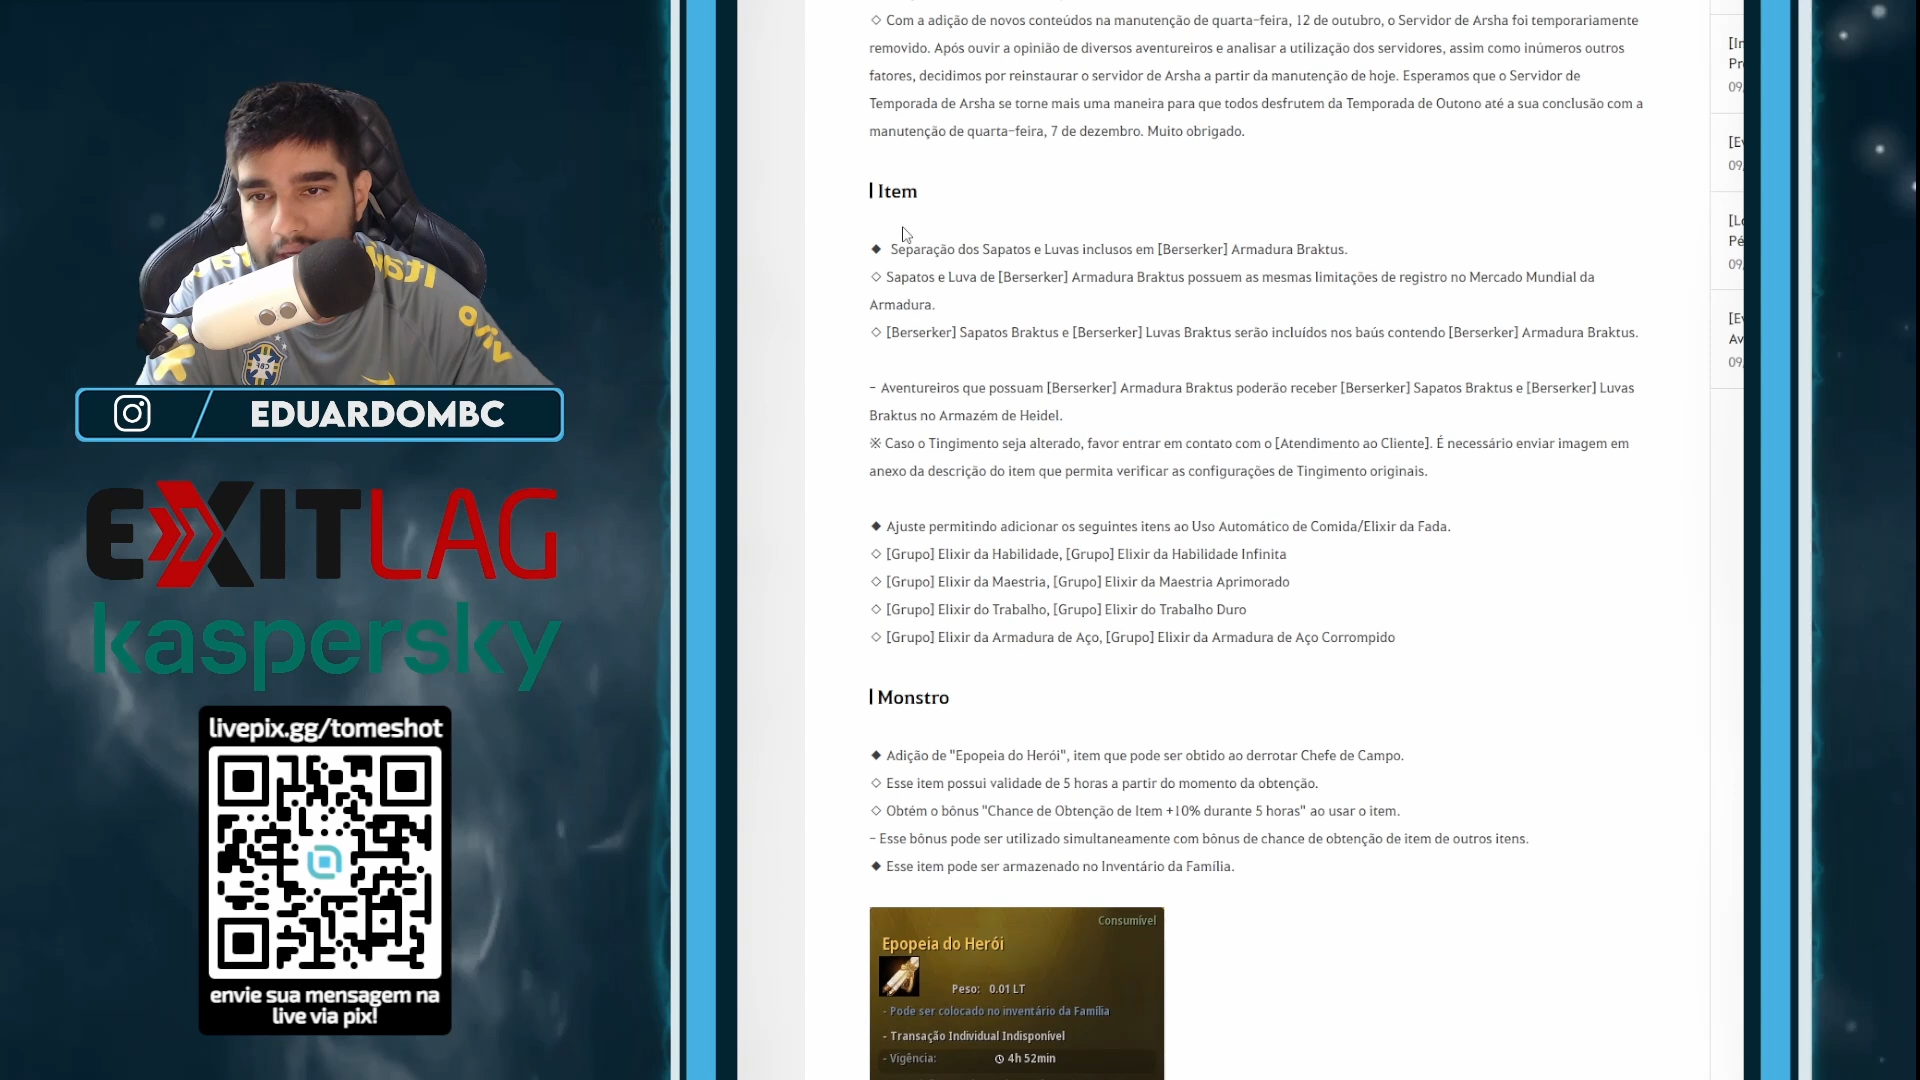 ◇ Com a adição de novos conteúdos na manutenção de quarta-feira, 12 de outubro, o Servidor de Arsha foi temporariamente
removido. Após ouvir a opinião de diversos aventureiros e analisar a utilização dos servidores, assim como inúmeros outros
fatores, decidimos por reinstaurar o servidor de Arsha a partir da manutenção de hoje. Esperamos que o Servidor de
Temporada de Arsha se torne mais uma maneira para que todos desfrutem da Temporada de Outono até a sua conclusão com a
manutenção de quarta-feira, 7 de dezembro. Muito obrigado.
Item
◆ Separação dos Sapatos e Luvas inclusos em [Berserker] Armadura Braktus.
◇ Sapatos e Luva de [Berserker] Armadura Braktus possuem as mesmas limitações de registro no Mercado Mundial da
Armadura.
◇ [Berserker] Sapatos Braktus e [Berserker] Luvas Braktus serão incluídos nos baús contendo [Berserker] Armadura Braktus.
- Aventureiros que possuam [Berserker] Armadura Braktus poderão receber [Berserker] Sapatos Braktus e [Berserker] Luvas
Braktus no Armazém de Heidel.
※ Caso o Tingimento seja alterado, favor entrar em contato com o [Atendimento ao Cliente]. É necessário enviar imagem em
anexo da descrição do item que permita verificar as configurações de Tingimento originais.
◆ Ajuste permitindo adicionar os seguintes itens ao Uso Automático de Comida/Elixir da Fada.
◇ [Grupo] Elixir da Habilidade, [Grupo] Elixir da Habilidade Infinita
◇ [Grupo] Elixir da Maestria, [Grupo] Elixir da Maestria Aprimorado
◇ [Grupo] Elixir do Trabalho, [Grupo] Elixir do Trabalho Duro
◇ [Grupo] Elixir da Armadura de Aço, [Grupo] Elixir da Armadura de Aço Corrompido
Monstro
◆ Adição de "Epopeia do Herói", item que pode ser obtido ao derrotar Chefe de Campo.
◇ Esse item possui validade de 5 horas a partir do momento da obtenção.
◇ Obtém o bônus "Chance de Obtenção de Item +10% durante 5 horas" ao usar o item.
- Esse bônus pode ser utilizado simultaneamente com bônus de chance de obtenção de item de outros itens.
◆ Esse item pode ser armazenado no Inventário da Família.
Consumível
Epopeia do Herói
Peso: 0.01 LT
- Pode ser colocado no inventário da Família
- Transação Individual Indisponível
- Vigência: 4h 52min
EDUARDOMBC
EXITLAG
kaspersky
livepix.gg/tomeshot
envie sua mensagem na
live via pix!
09
[Ev
09
Pé
09
[Ev
Av
09